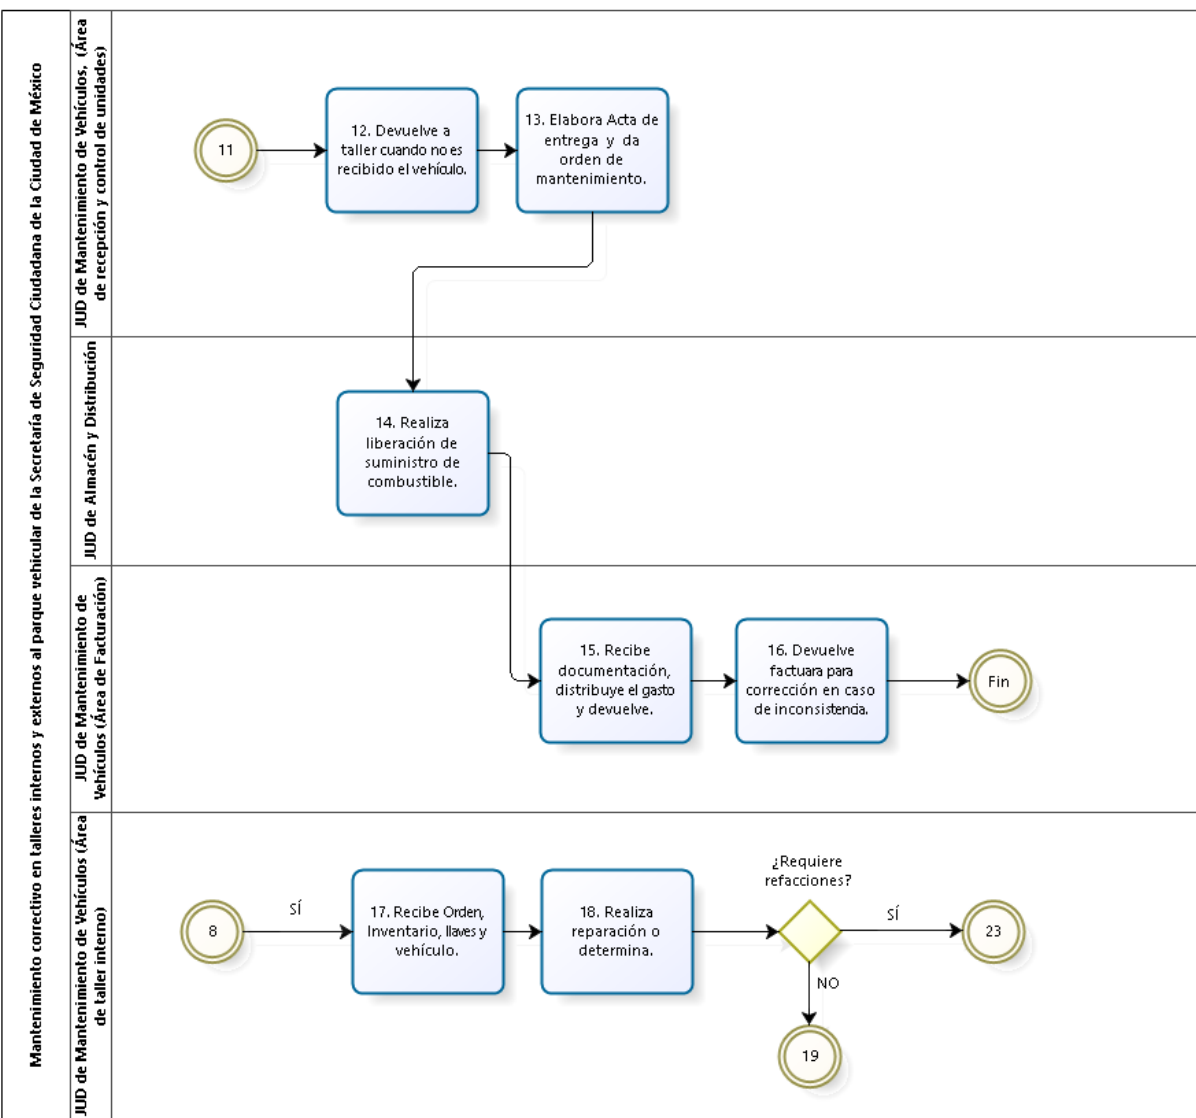 Mantenimiento correctivo en talleres internos y externos al parque vehicular de la Secretaría de Seguridad Ciudadana de la Ciudad de México
JUD de Mantenimiento de Vehículos, (Área
de recepción y control de unidades)
11
12. Devuelve a
taller cuando no es
recibido el vehículo.
13. Elabora Acta de
entrega y da
orden de
mantenimiento.
JUD de Almacén y Distribución
14. Realiza
liberación de
suministro de
combustible.
JUD de Mantenimiento de
Vehículos (Área de Facturación)
15. Recibe
documentación,
distribuye el gasto
y devuelve.
16. Devuelve
factuara para
corrección en caso
de inconsistencia.
Fin
JUD de Mantenimiento de Vehículos (Área
de taller interno)
8
SÍ
17. Recibe Orden,
Inventario, llaves y
vehículo.
18. Realiza
reparación o
determina.
¿Requiere
refacciones?
SÍ
23
NO
19